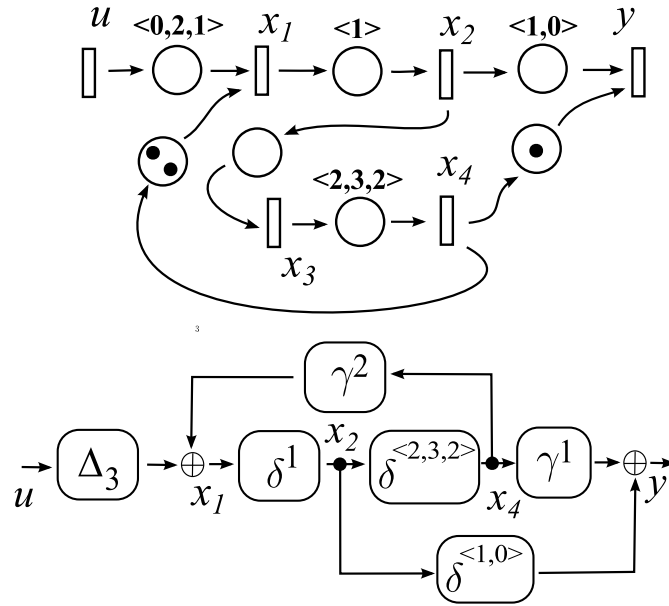 u <0,2,1> x₁ <1> x₂ <1,0> y
<2,3,2> x₄
x₃
3
γ²
x₂
u Δ₃ ⊕ x₁ δ¹ δ<2,3,2> x₄ γ¹ ⊕ y
δ<1,0>